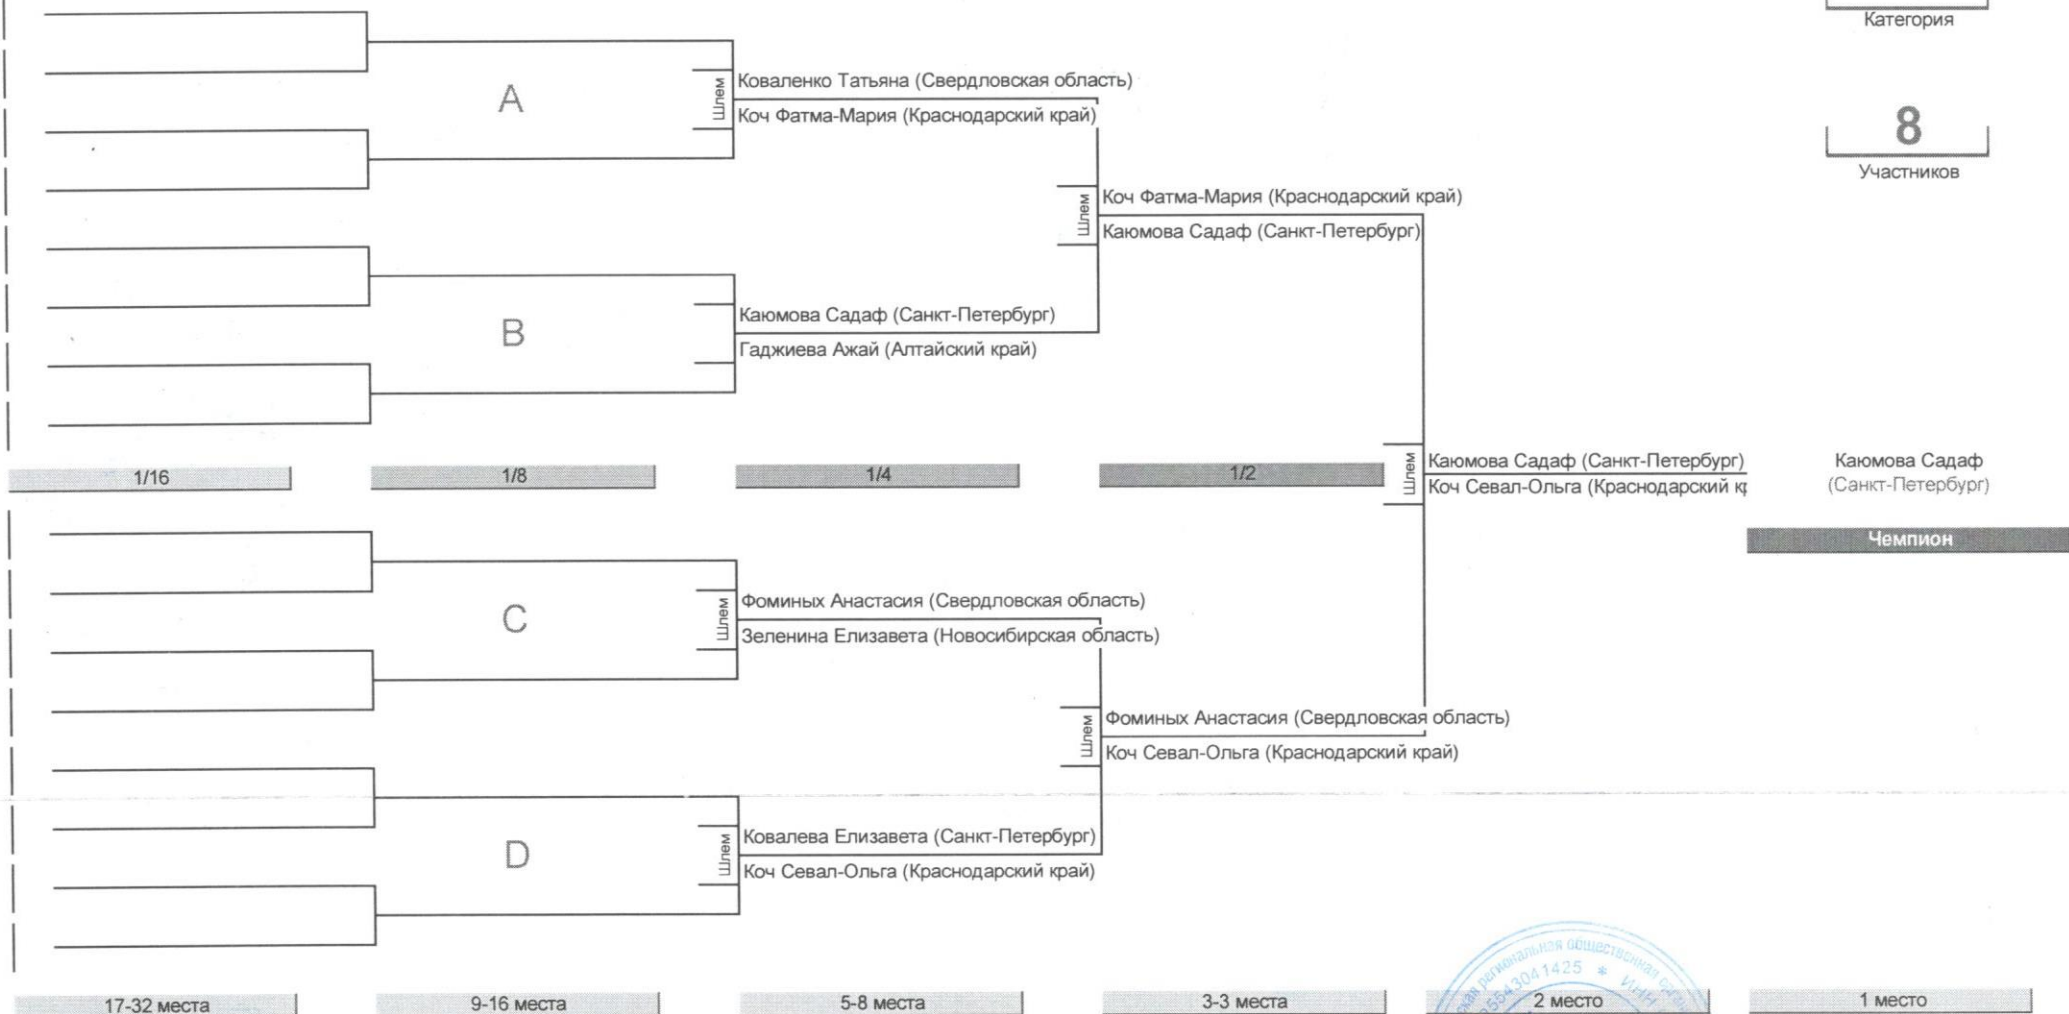 Категория
A
Шлем
Коваленко Татьяна (Свердловская область)
Коч Фатма-Мария (Краснодарский край)
8
Участников
Шлем
Коч Фатма-Мария (Краснодарский край)
Каюмова Садаф (Санкт-Петербург)
B
Каюмова Садаф (Санкт-Петербург)
Гаджиева Ажай (Алтайский край)
1/16
1/8
1/4
1/2
Шлем
Каюмова Садаф (Санкт-Петербург)
Коч Севал-Ольга (Краснодарский кр
Каюмова Садаф
(Санкт-Петербург)
Чемпион
C
Шлем
Фоминых Анастасия (Свердловская область)
Зеленина Елизавета (Новосибирская область)
Шлем
Фоминых Анастасия (Свердловская область)
Коч Севал-Ольга (Краснодарский край)
D
Шлем
Ковалева Елизавета (Санкт-Петербург)
Коч Севал-Ольга (Краснодарский край)
региональная общественная
5543041425 * ИНН
17-32 места
9-16 места
5-8 места
3-3 места
2 место
1 место